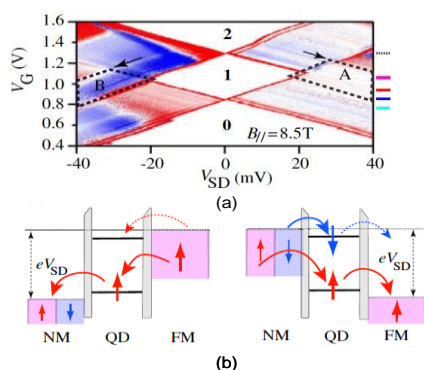 1.6
1.4
1.2
1.0
0.8
0.6
0.4
V_G (V)
2
1
0
A
B
B_//=8.5T
-40
-20
0
20
40
V_SD (mV)
(a)
eV_SD
NM
QD
FM
eV_SD
NM
QD
FM
(b)